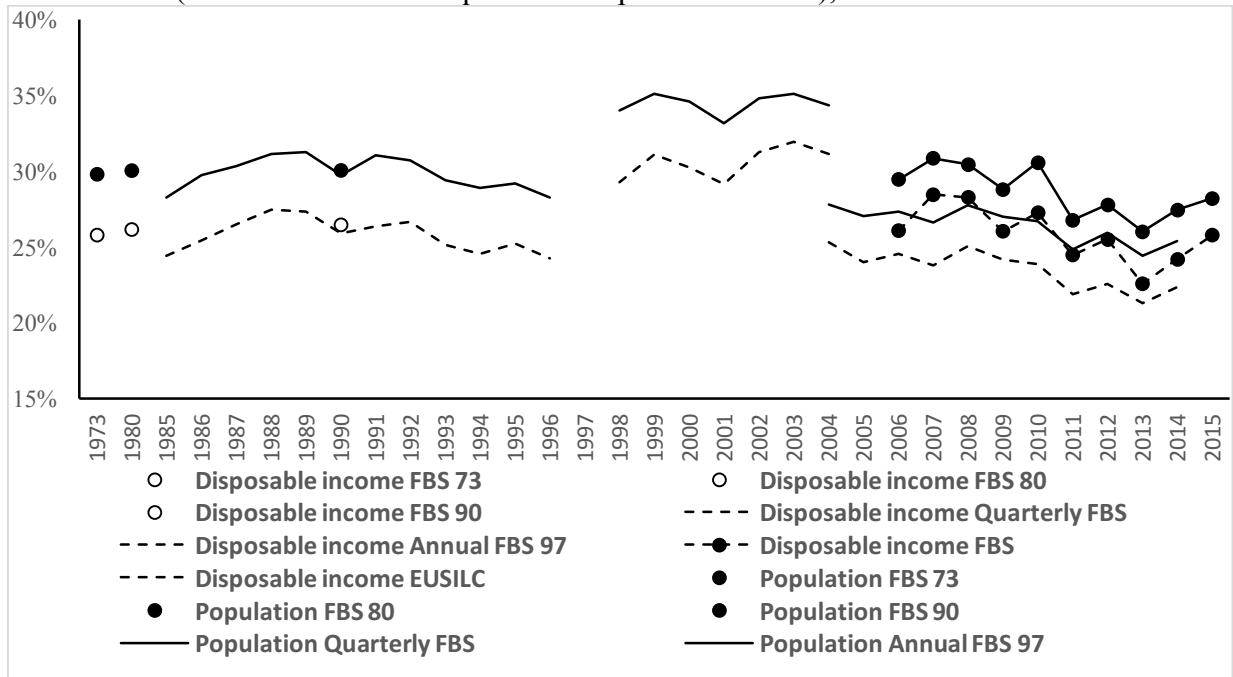 40%
35%
30%
25%
20%
15%
1973 1980 1985 1986 1987 1988 1989 1990 1991 1992 1993 1994 1995 1996 1997 1998 1999 2000 2001 2002 2003 2004 2005 2006 2007 2008 2009 2010 2011 2012 2013 2014 2015
Disposable income FBS 73 Disposable income FBS 80
Disposable income FBS 90 Disposable income Quarterly FBS
Disposable income Annual FBS 97 Disposable income FBS
Disposable income EUSILC Population FBS 73
Population FBS 80 Population FBS 90
Population Quarterly FBS Population Annual FBS 97